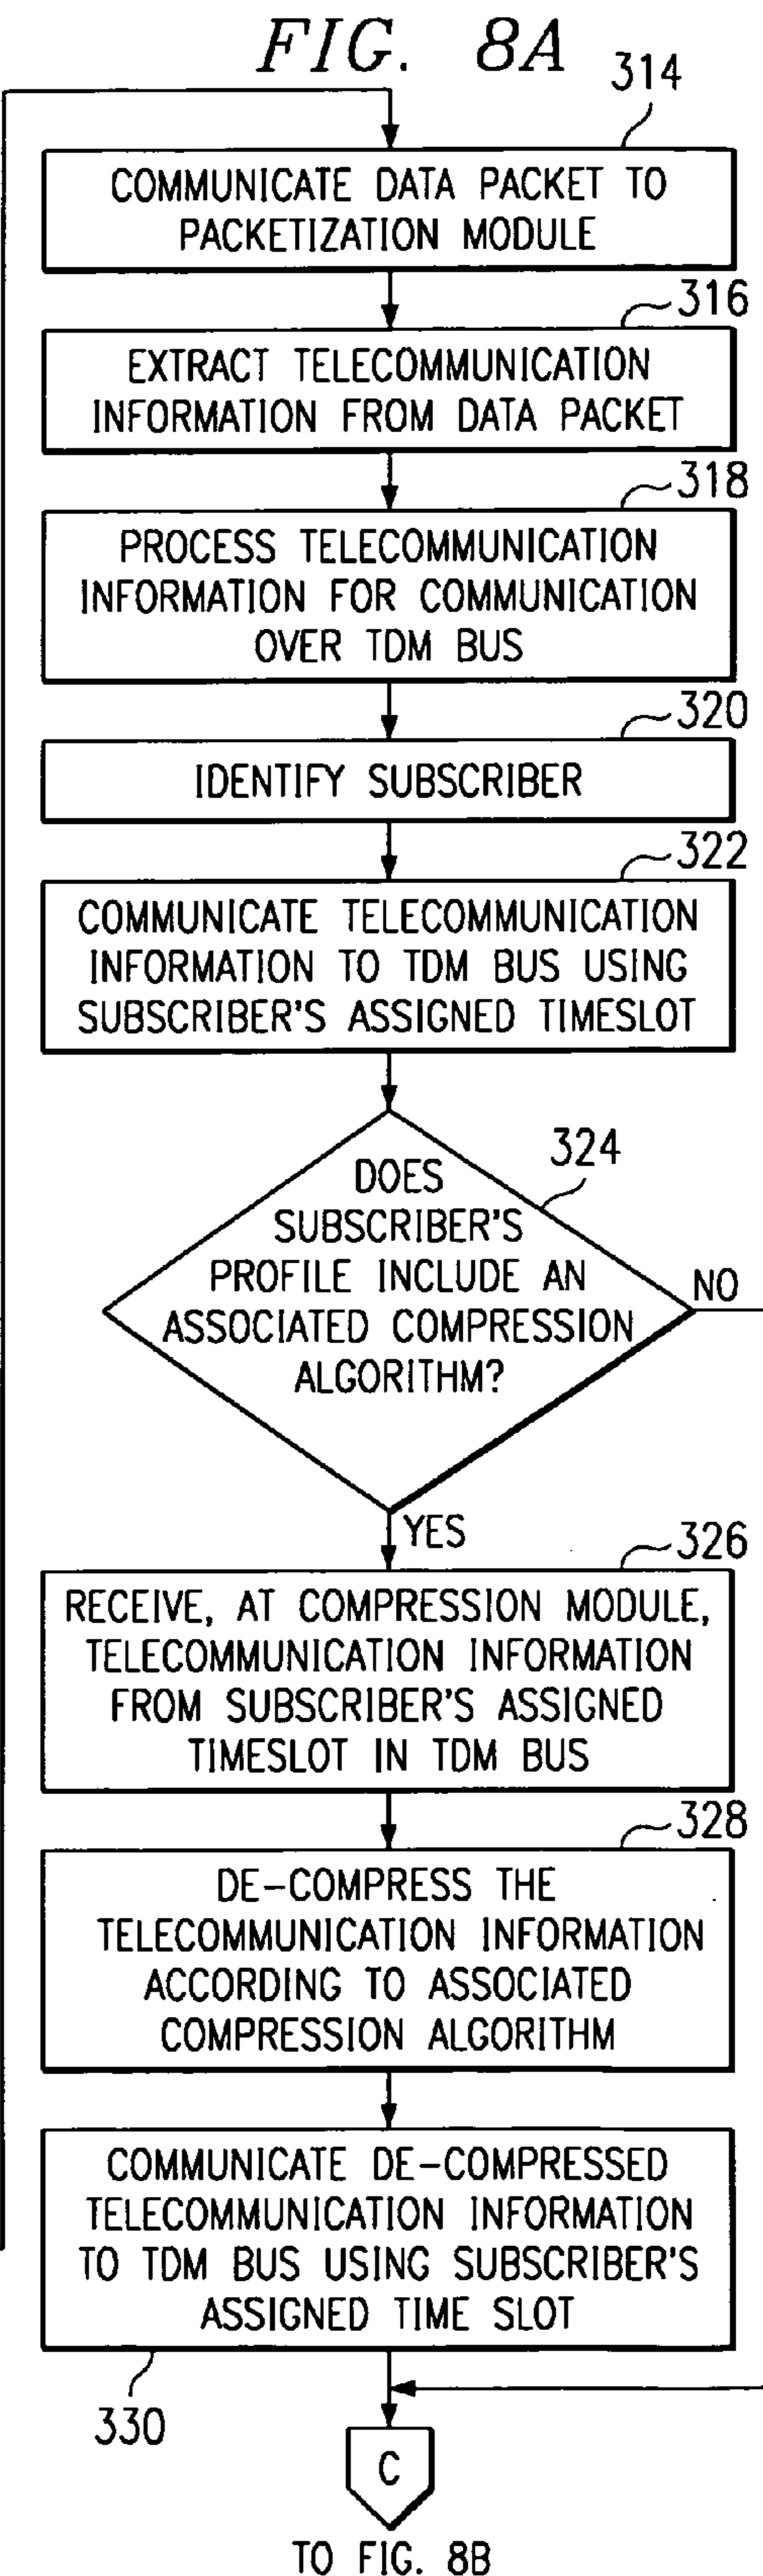 FIG. 8A
314
COMMUNICATE DATA PACKET TO
PACKETIZATION MODULE
316
EXTRACT TELECOMMUNICATION
INFORMATION FROM DATA PACKET
318
PROCESS TELECOMMUNICATION
INFORMATION FOR COMMUNICATION
OVER TDM BUS
320
IDENTIFY SUBSCRIBER
322
COMMUNICATE TELECOMMUNICATION
INFORMATION TO TDM BUS USING
SUBSCRIBER'S ASSIGNED TIMESLOT
324
DOES
SUBSCRIBER'S
PROFILE INCLUDE AN
ASSOCIATED COMPRESSION
ALGORITHM?
NO
YES
326
RECEIVE, AT COMPRESSION MODULE,
TELECOMMUNICATION INFORMATION
FROM SUBSCRIBER'S ASSIGNED
TIMESLOT IN TDM BUS
328
DE-COMPRESS THE
TELECOMMUNICATION INFORMATION
ACCORDING TO ASSOCIATED
COMPRESSION ALGORITHM
COMMUNICATE DE-COMPRESSED
TELECOMMUNICATION INFORMATION
TO TDM BUS USING SUBSCRIBER'S
ASSIGNED TIME SLOT
330
C
TO FIG. 8B